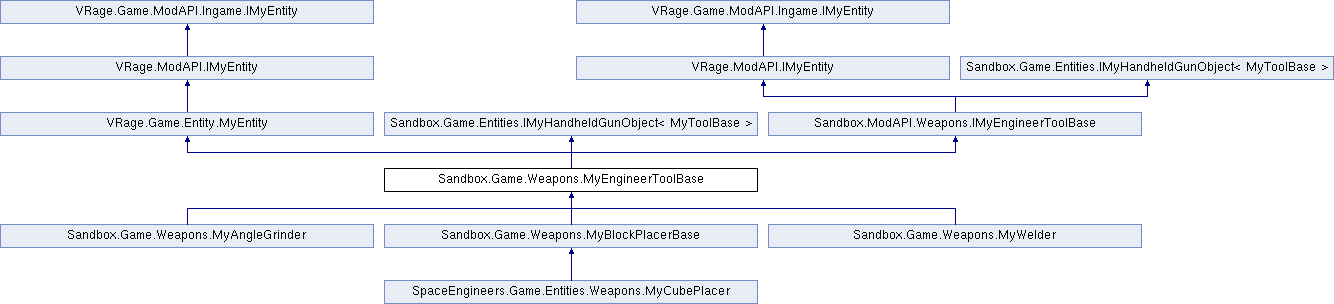 VRage.Game.ModAPI.Ingame.IMyEntity
VRage.Game.ModAPI.Ingame.IMyEntity
VRage.ModAPI.IMyEntity
VRage.ModAPI.IMyEntity
Sandbox.Game.Entities.IMyHandheldGunObject< MyToolBase >
VRage.Game.Entity.MyEntity
Sandbox.Game.Entities.IMyHandheldGunObject< MyToolBase >
Sandbox.ModAPI.Weapons.IMyEngineerToolBase
Sandbox.Game.Weapons.MyEngineerToolBase
Sandbox.Game.Weapons.MyAngleGrinder
Sandbox.Game.Weapons.MyBlockPlacerBase
Sandbox.Game.Weapons.MyWelder
SpaceEngineers.Game.Entities.Weapons.MyCubePlacer